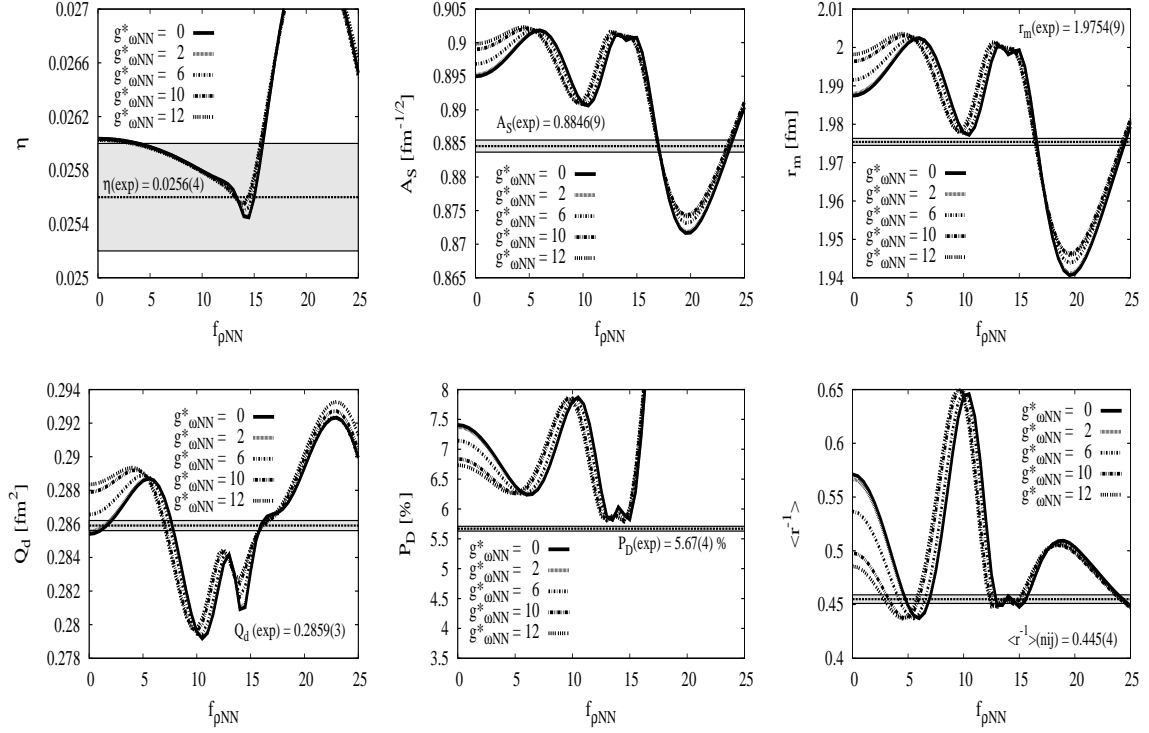 0.027
0.0266
0.0262
0.0258
0.0254
0.025
η
g*ωNN = 0
g*ωNN = 2
g*ωNN = 6
g*ωNN = 10
g*ωNN = 12
η(exp) = 0.0256(4)
0 5 10 15 20 25
fρNN
0.905
0.9
0.895
0.89
0.885
0.88
0.875
0.87
0.865
A_S [fm^-1/2]
A_S(exp) = 0.8846(9)
g*ωNN = 0
g*ωNN = 2
g*ωNN = 6
g*ωNN = 10
g*ωNN = 12
0 5 10 15 20 25
fρNN
2.01
2
1.99
1.98
1.97
1.96
1.95
1.94
r_m [fm]
r_m(exp) = 1.9754(9)
g*ωNN = 0
g*ωNN = 2
g*ωNN = 6
g*ωNN = 10
g*ωNN = 12
0 5 10 15 20 25
fρNN
0.294
0.292
0.29
0.288
0.286
0.284
0.282
0.28
0.278
Q_d [fm^2]
g*ωNN = 0
g*ωNN = 2
g*ωNN = 6
g*ωNN = 10
g*ωNN = 12
Q_d (exp) = 0.2859(3)
0 5 10 15 20 25
fρNN
8
7.5
7
6.5
6
5.5
5
4.5
4
3.5
P_D [%]
P_D(exp) = 5.67(4) %
g*ωNN = 0
g*ωNN = 2
g*ωNN = 6
g*ωNN = 10
g*ωNN = 12
0 5 10 15 20 25
fρNN
0.65
0.6
0.55
0.5
0.45
0.4
<r^-1>
g*ωNN = 0
g*ωNN = 2
g*ωNN = 6
g*ωNN = 10
g*ωNN = 12
<r^-1>(nij) = 0.445(4)
0 5 10 15 20 25
fρNN